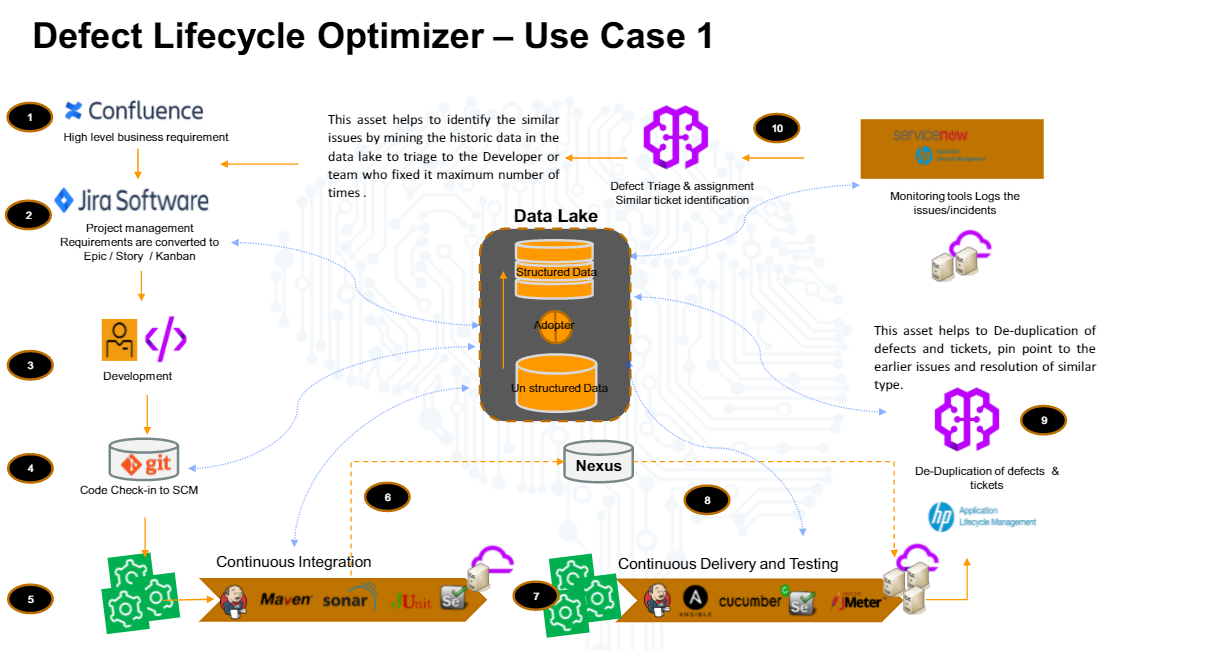 Defect Lifecycle Optimizer – Use Case 1
1
Confluence
High level business requirement
2
Jira Software
Project management
Requirements are converted to
Epic / Story / Kanban
3
Development
4
git
Code Check-in to SCM
5
Continuous Integration
Maven
sonar
JUnit
Se
This asset helps to identify the similar
issues by mining the historic data in the
data lake to triage to the Developer or
team who fixed it maximum number of
times .
Data Lake
Structured Data
Adopter
Un structured Data
Nexus
6
8
7
Continuous Delivery and Testing
ANSIBLE
cucumber
Se
APACHE
JMeter
Defect Triage & assignment
Similar ticket identification
10
servicenow
hp
Application
Lifecycle Management
Monitoring tools Logs the
issues/incidents
This asset helps to De-duplication of
defects and tickets, pin point to the
earlier issues and resolution of similar
type.
9
De-Duplication of defects &
tickets
hp
Application
Lifecycle Management